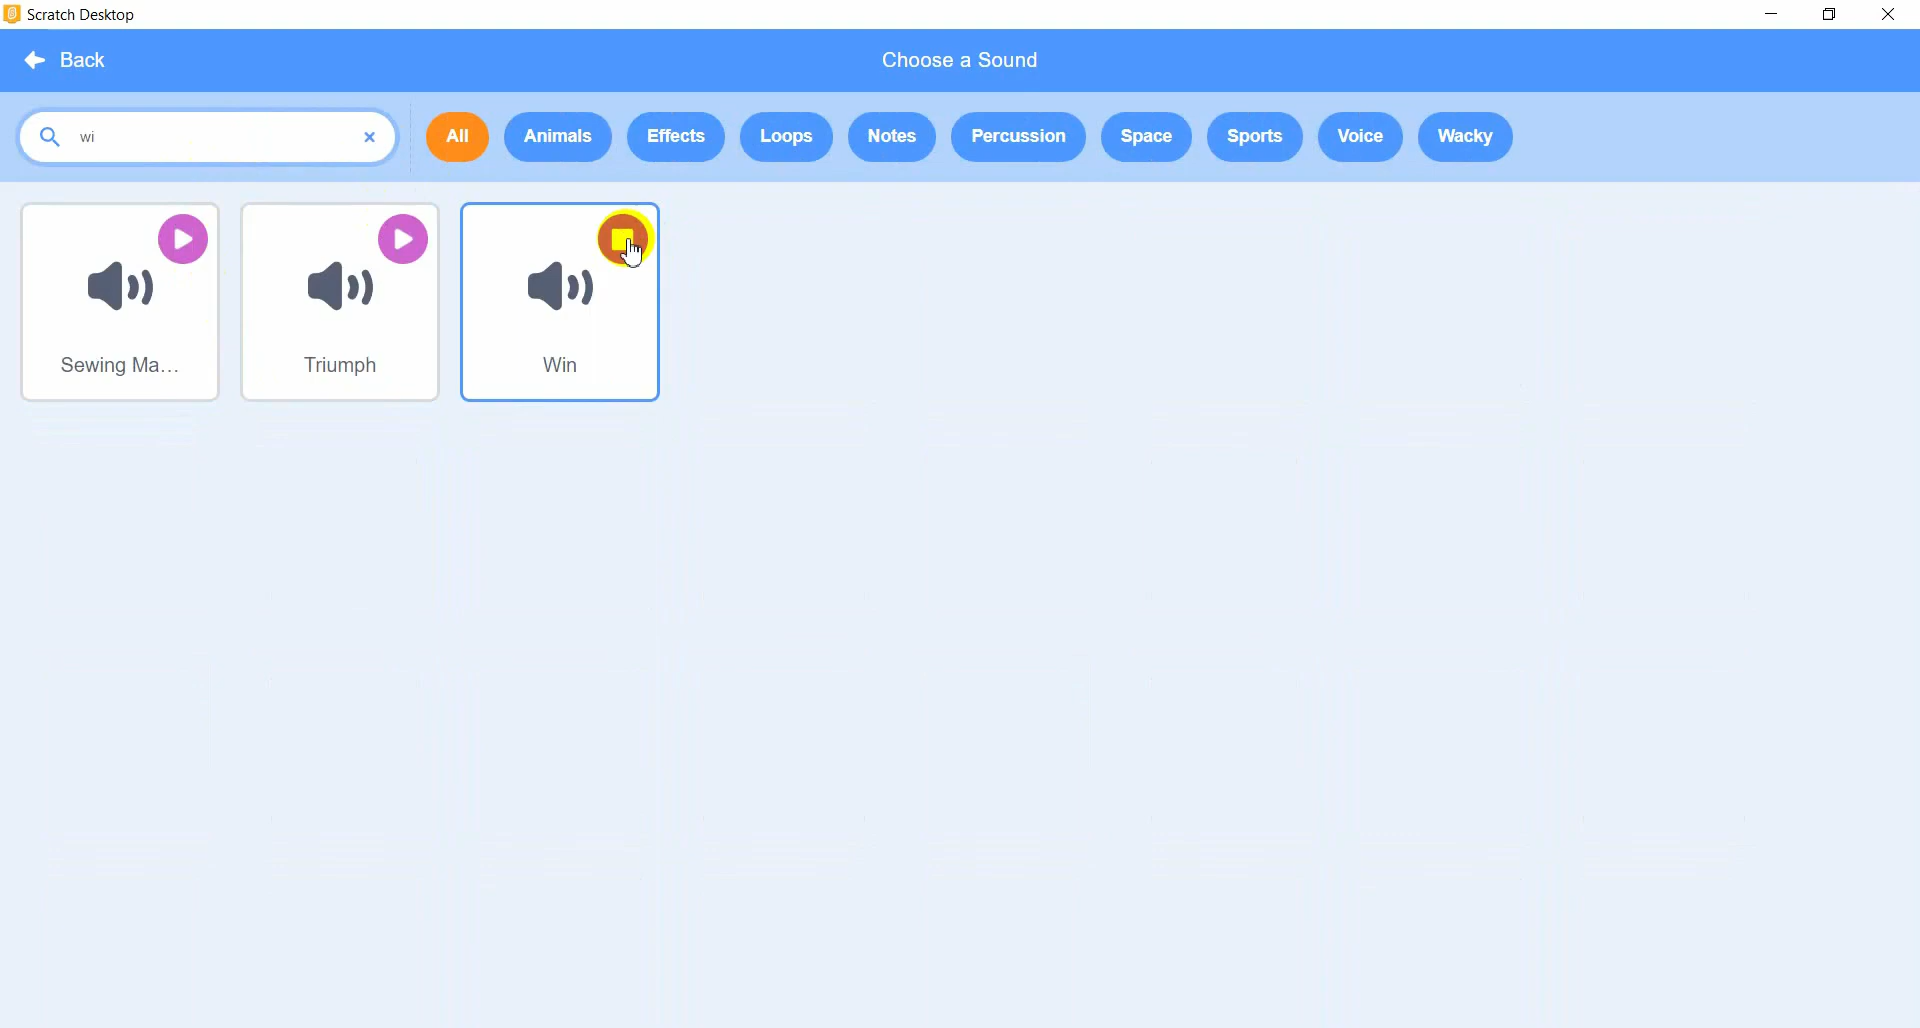 Scratch Desktop
Back
Choose a Sound
wi
All
Animals
Effects
Loops
Notes
Percussion
Space
Sports
Voice
Wacky
Sewing Ma...
Triumph
Win